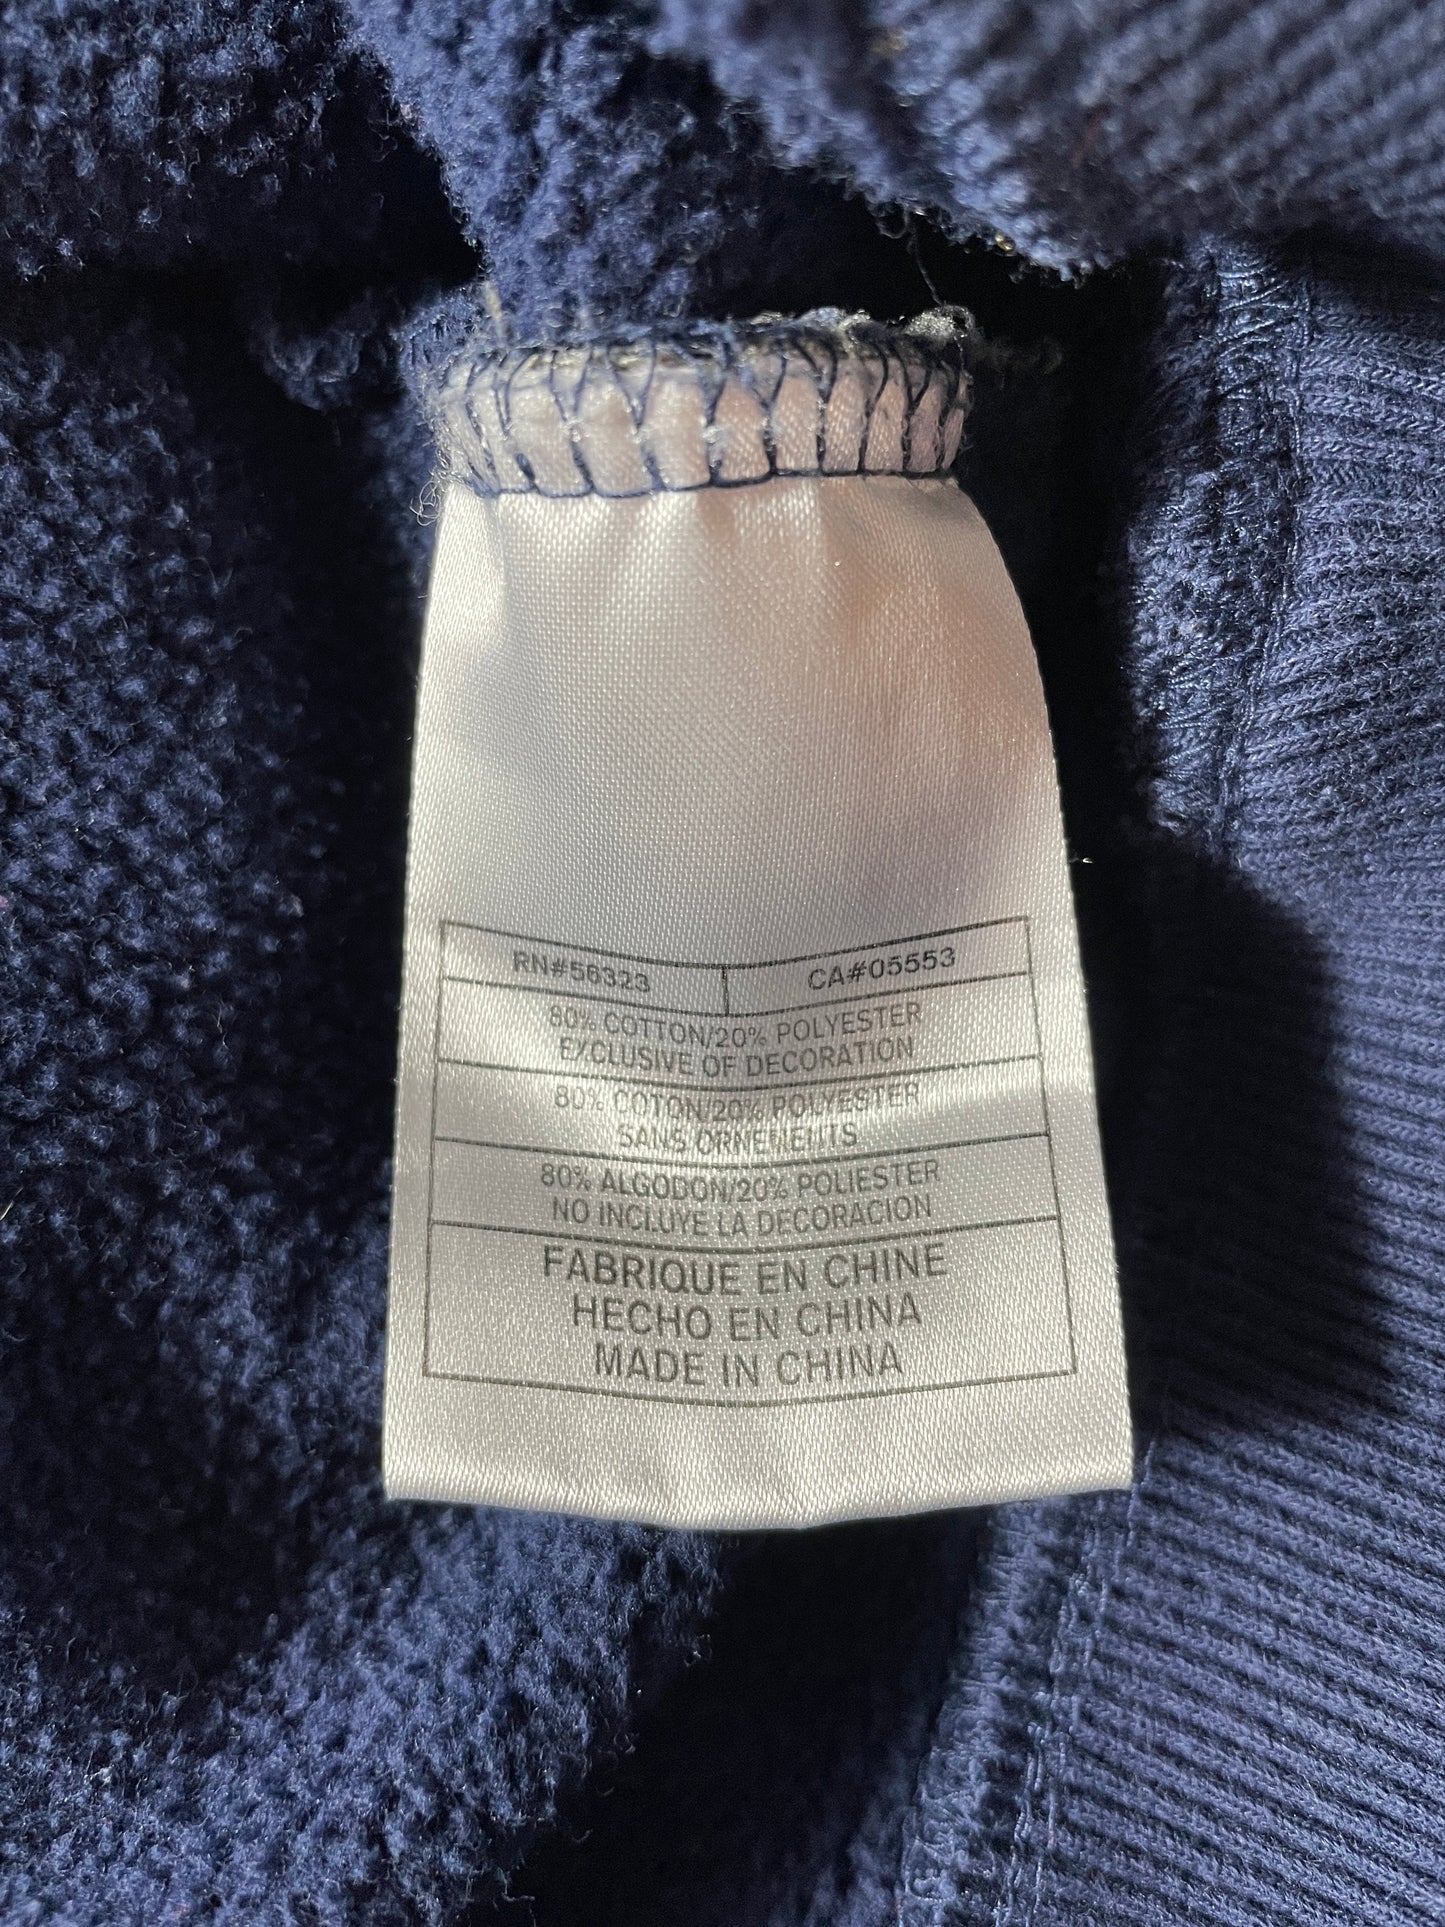 RN#56323 CA#05553
80% COTTON/20% POLYESTER
EXCLUSIVE OF DECORATION
80% COTON/20% POLYESTER
SANS ORNEMENTS
80% ALGODON/20% POLIESTER
NO INCLUYE LA DECORACION
FABRIQUE EN CHINE
HECHO EN CHINA
MADE IN CHINA